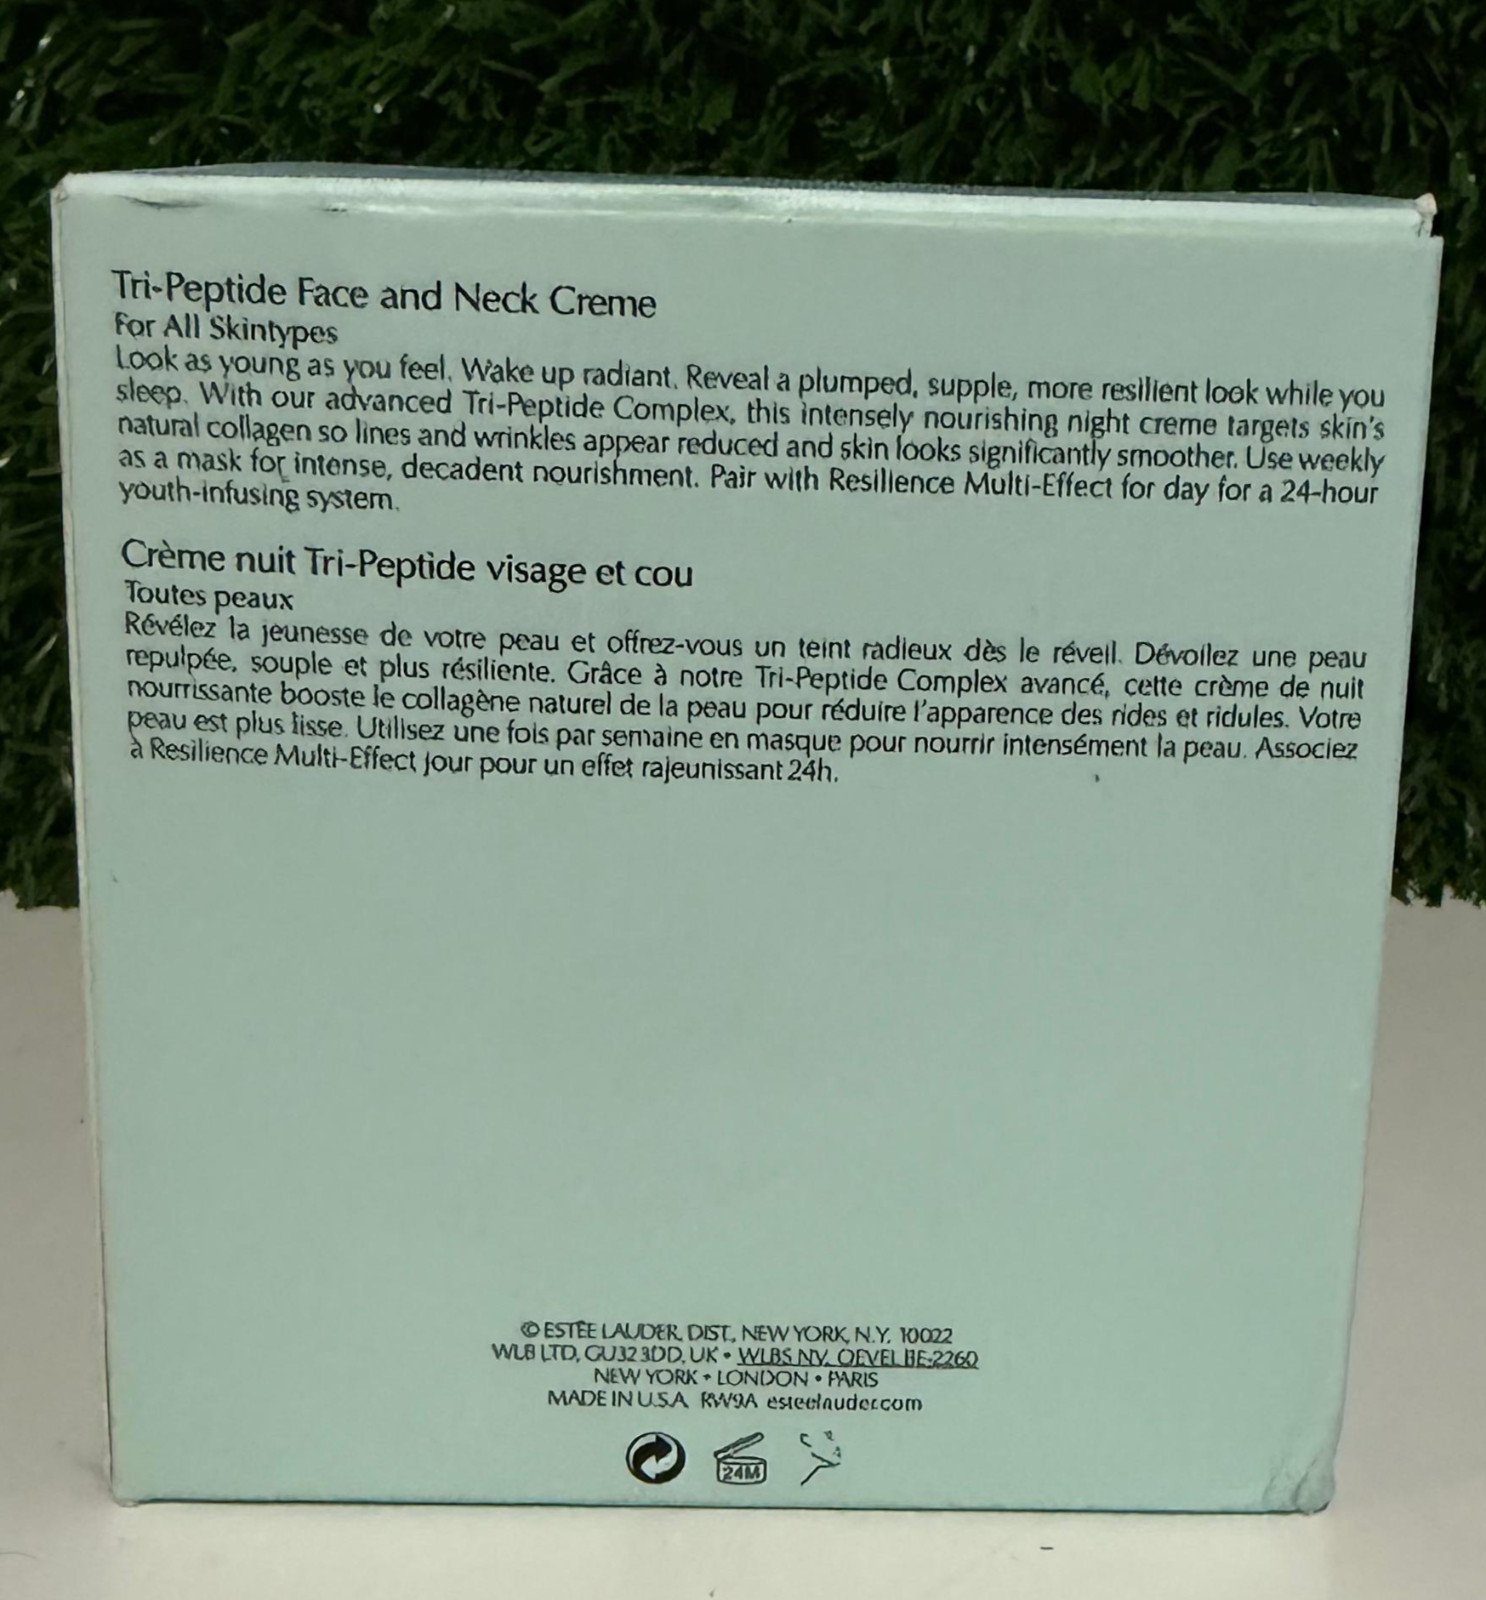 Tri-Peptide Face and Neck Creme
For All Skintypes
Look as young as you feel. Wake up radiant. Reveal a plumped, supple, more resilient look while you
sleep. With our advanced Tri-Peptide Complex, this intensely nourishing night creme targets skin's
natural collagen so lines and wrinkles appear reduced and skin looks significantly smoother. Use weekly
as a mask for intense, decadent nourishment. Pair with Resilience Multi-Effect for day for a 24-hour
youth-infusing system.
Crème nuit Tri-Peptide visage et cou
Toutes peaux
Révélez la jeunesse de votre peau et offrez-vous un teint radieux dès le réveil. Dévoilez une peau
repulpée, souple et plus résiliente. Grâce à notre Tri-Peptide Complex avancé, cette crème de nuit
nourrissante booste le collagène naturel de la peau pour réduire l'apparence des rides et ridules. Votre
peau est plus lisse. Utilisez une fois par semaine en masque pour nourrir intensément la peau. Associez
à Resilience Multi-Effect jour pour un effet rajeunissant 24h.
© ESTĒE LAUDER, DIST., NEW YORK, N.Y. 10022
WLB LTD, GU32 3DD, UK • WLBS NV, OEVEL BE-2260
NEW YORK • LONDON • PARIS
MADE IN U.S.A. RW9A esteelauder.com
24M